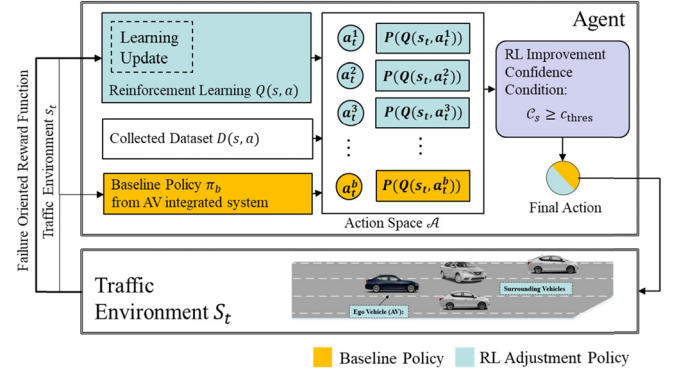 Agent
Learning
Update
Reinforcement Learning Q(s, a)
Collected Dataset D(s, a)
Baseline Policy π_b
from AV integrated system
a_t^1 P(Q(s_t, a_t^1))
a_t^2 P(Q(s_t, a_t^2))
a_t^3 P(Q(s_t, a_t^3))
⋮ ⋮
a_t^b P(Q(s_t, a_t^b))
Action Space 𝒜
RL Improvement
Confidence
Condition:
𝒞_s ≥ c_thres
Final Action
Failure Oriented Reward Function
Traffic Environment s_t
Traffic
Environment S_t
Surrounding Vehicles
Ego Vehicle (AV):
Baseline Policy
RL Adjustment Policy